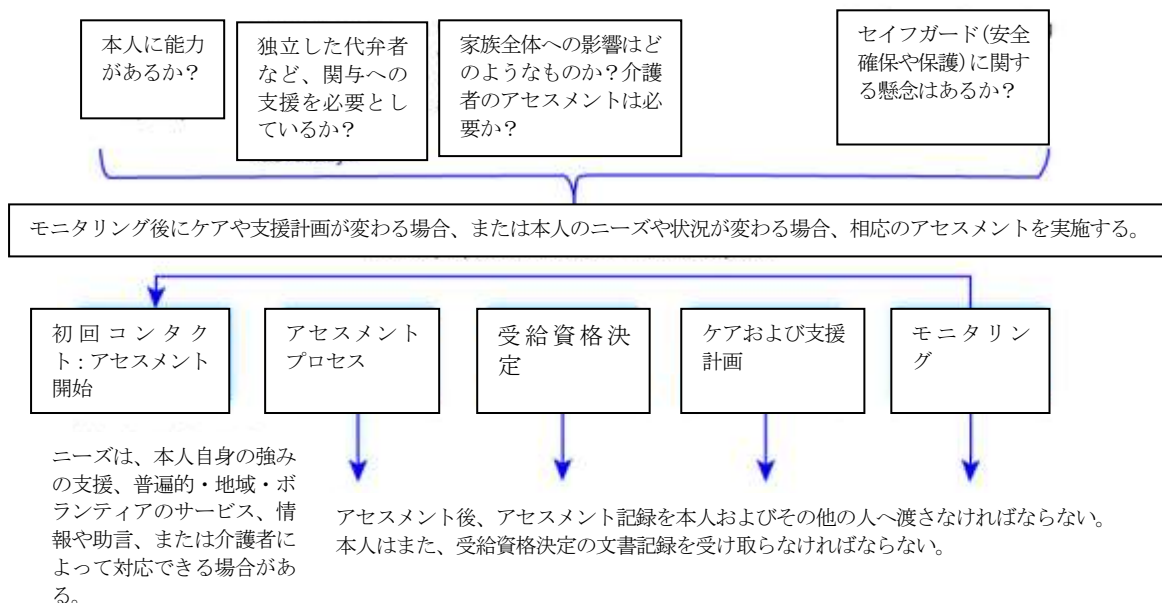 本人に能力
があるか？
独立した代弁者
など、関与への
支援を必要とし
ているか？
家族全体への影響はど
のようなものか？介護
者のアセスメントは必
要か？
セイフガード(安全
確保や保護)に関す
る懸念はあるか？
モニタリング後にケアや支援計画が変わる場合、または本人のニーズや状況が変わる場合、相応のアセスメントを実施する。
初回コンタク
ト:アセスメント
開始
アセスメント
プロセス
受給資格決
定
ケアおよび支援
計画
モニタリン
グ
ニーズは、本人自身の強み
の支援、普遍的・地域・ボ
ランティアのサービス、情
報や助言、または介護者に
よって対応できる場合があ
る。
アセスメント後、アセスメント記録を本人およびその他の人へ渡さなければならない。
本人はまた、受給資格決定の文書記録を受け取らなければならない。